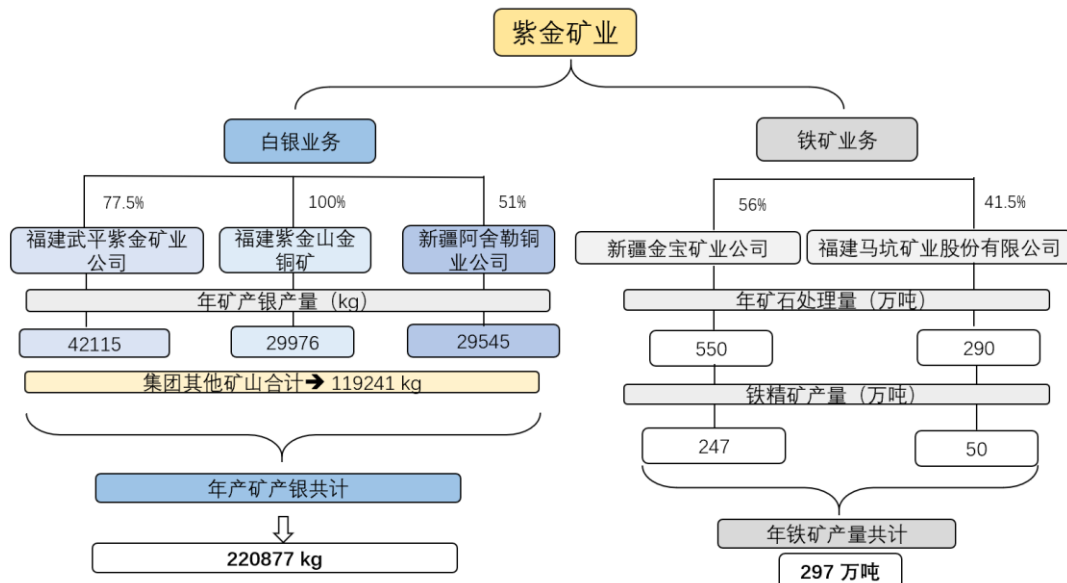 紫金矿业
白银业务
铁矿业务
77.5%
100%
51%
56%
41.5%
福建武平紫金矿业
公司
福建紫金山金
铜矿
新疆阿舍勒铜
业公司
新疆金宝矿业公司
福建马坑矿业股份有限公司
年矿产银产量（kg）
年矿石处理量（万吨）
42115
29976
29545
550
290
集团其他矿山合计➔ 119241 kg
铁精矿产量（万吨）
247
50
年产矿产银共计
年铁矿产量共计
220877 kg
297 万吨